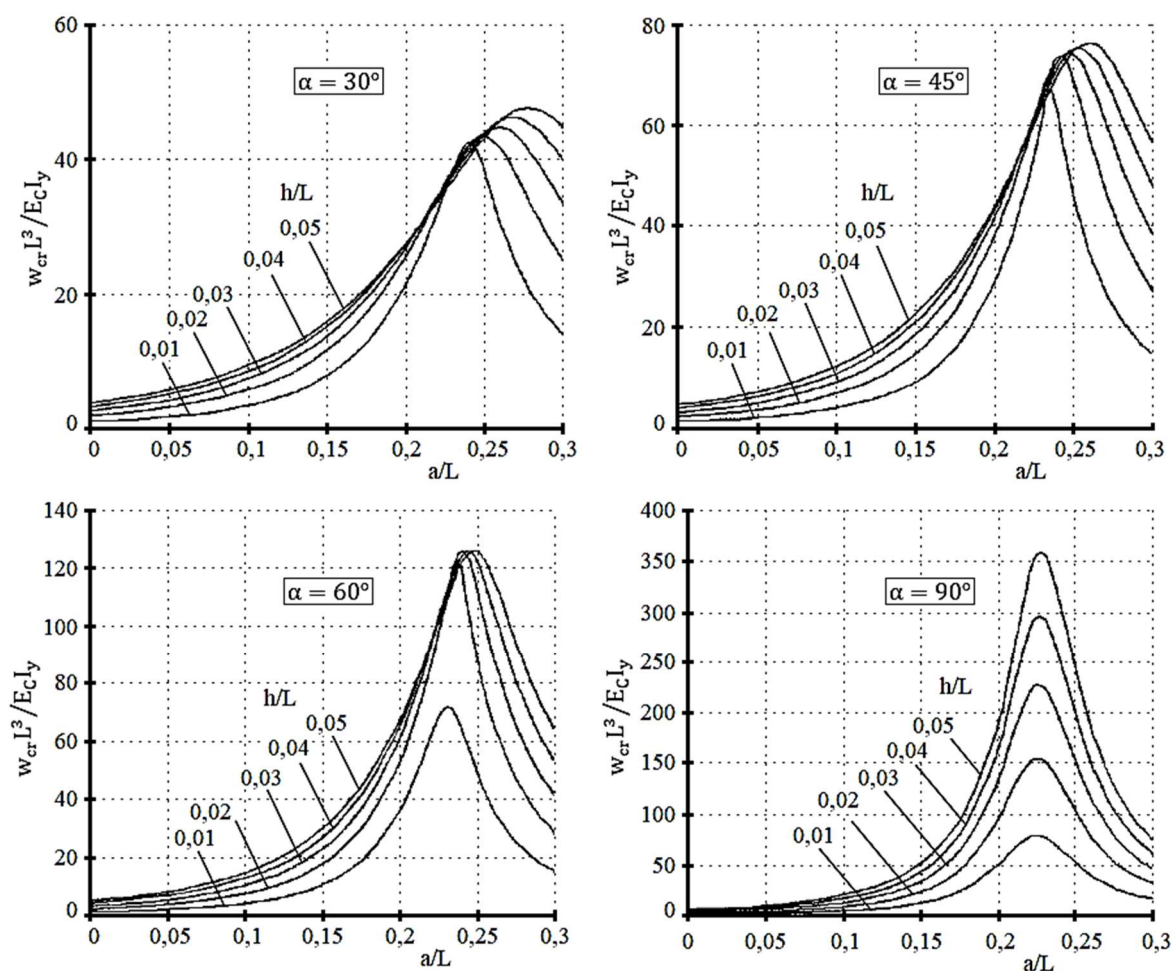 60
40
20
0
w_cr L³/E_C I_y
α = 30°
h/L
0,05
0,04
0,03
0,02
0,01
0 0,05 0,1 0,15 0,2 0,25 0,3
a/L
80
60
40
20
0
w_cr L³/E_C I_y
α = 45°
h/L
0,05
0,04
0,03
0,02
0,01
0 0,05 0,1 0,15 0,2 0,25 0,3
a/L
140
120
100
80
60
40
20
0
w_cr L³/E_C I_y
α = 60°
h/L
0,05
0,04
0,03
0,02
0,01
0 0,05 0,1 0,15 0,2 0,25 0,3
a/L
400
350
300
250
200
150
100
50
0
w_cr L³/E_C I_y
α = 90°
h/L
0,05
0,04
0,03
0,02
0,01
0 0,05 0,1 0,15 0,2 0,25 0,3
a/L